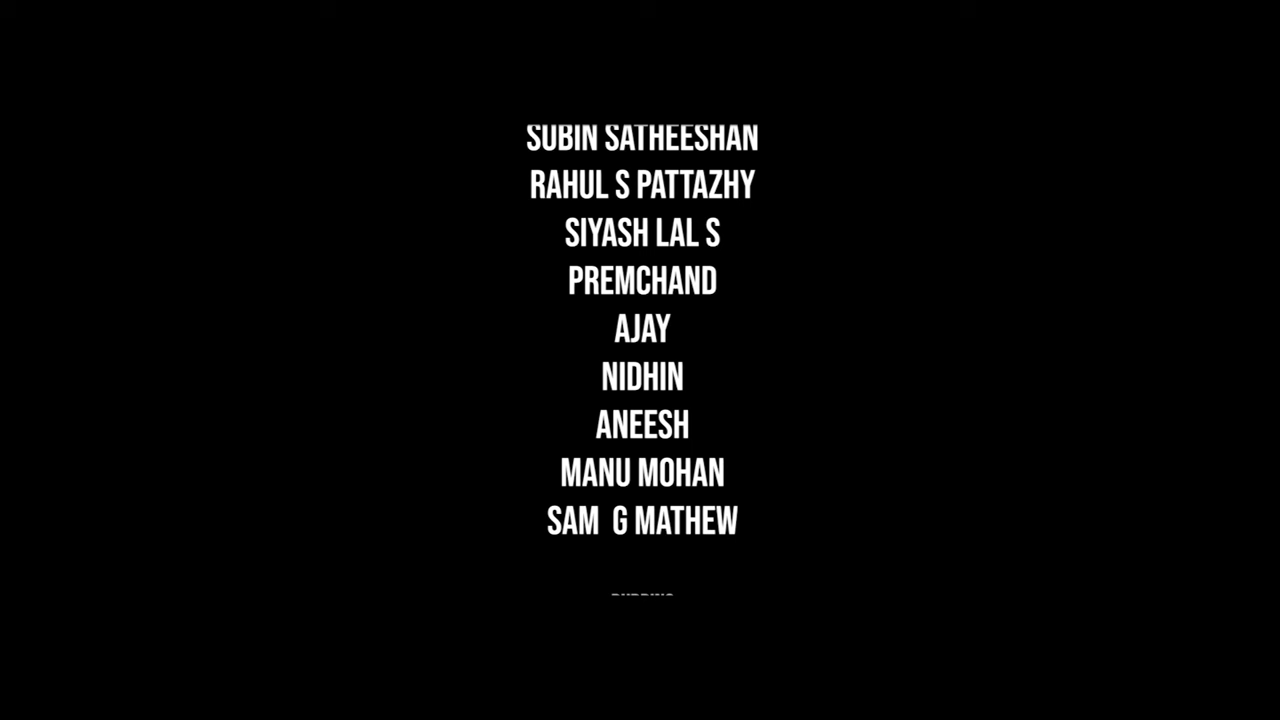 SUBIN SATHEESHAN
RAHUL S PATTAZHY
SIYASH LAL S
PREMCHAND
AJAY
NIDHIN
ANEESH
MANU MOHAN
SAM  G MATHEW